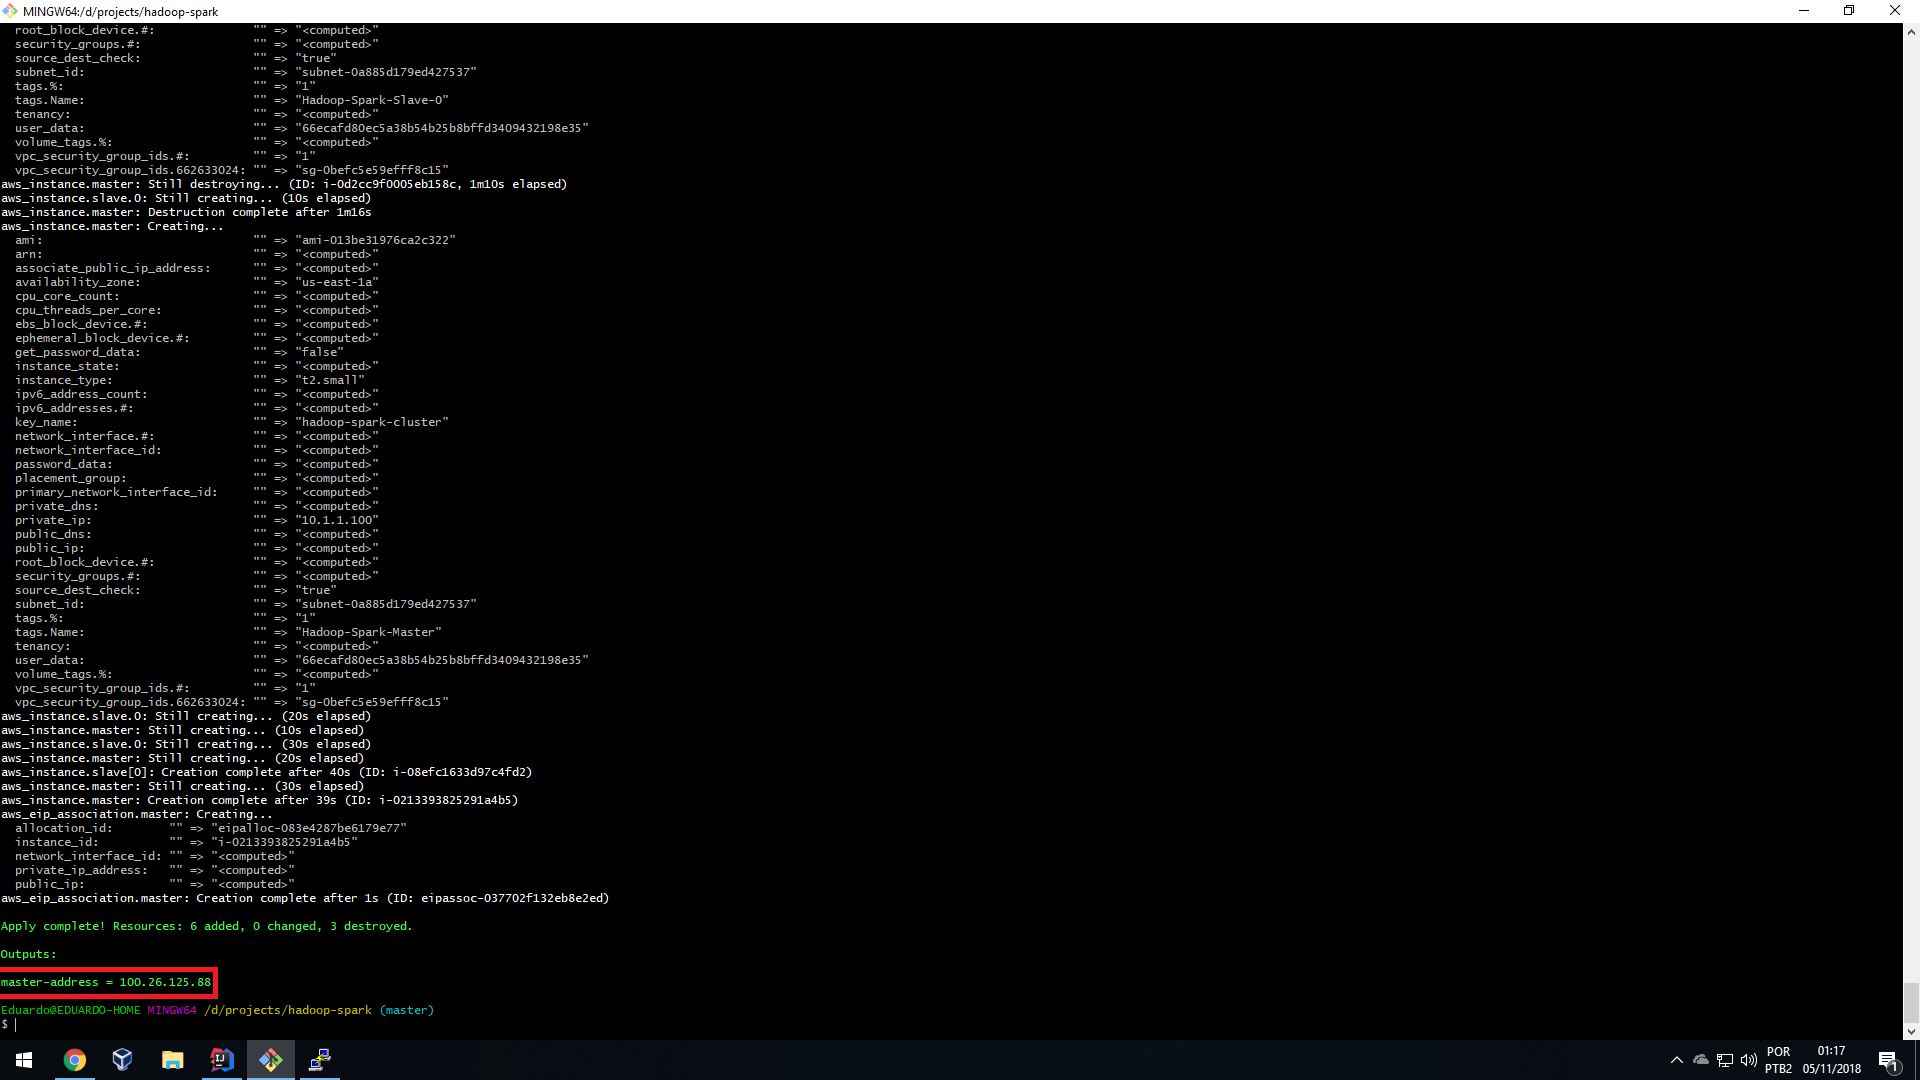 MINGW64:/d/projects/hadoop-spark
root_block_device.#: "" => "<computed>"
security_groups.#: "" => "<computed>"
source_dest_check: "" => "true"
subnet_id: "" => "subnet-0a885d179ed427537"
tags.%: "" => "1"
tags.Name: "" => "Hadoop-Spark-Slave-0"
tenancy: "" => "<computed>"
user_data: "" => "66ecafd80ec5a38b54b25b8bffd3409432198e35"
volume_tags.%: "" => "<computed>"
vpc_security_group_ids.#: "" => "1"
vpc_security_group_ids.662633024: "" => "sg-0befc5e59efff8c15"
aws_instance.master: Still destroying... (ID: i-0d2cc9f0005eb158c, 1m10s elapsed)
aws_instance.slave.0: Still creating... (10s elapsed)
aws_instance.master: Destruction complete after 1m16s
aws_instance.master: Creating...
ami: "" => "ami-013be31976ca2c322"
arn: "" => "<computed>"
associate_public_ip_address: "" => "<computed>"
availability_zone: "" => "us-east-1a"
cpu_core_count: "" => "<computed>"
cpu_threads_per_core: "" => "<computed>"
ebs_block_device.#: "" => "<computed>"
ephemeral_block_device.#: "" => "<computed>"
get_password_data: "" => "false"
instance_state: "" => "<computed>"
instance_type: "" => "t2.small"
ipv6_address_count: "" => "<computed>"
ipv6_addresses.#: "" => "<computed>"
key_name: "" => "hadoop-spark-cluster"
network_interface.#: "" => "<computed>"
network_interface_id: "" => "<computed>"
password_data: "" => "<computed>"
placement_group: "" => "<computed>"
primary_network_interface_id: "" => "<computed>"
private_dns: "" => "<computed>"
private_ip: "" => "10.1.1.100"
public_dns: "" => "<computed>"
public_ip: "" => "<computed>"
root_block_device.#: "" => "<computed>"
security_groups.#: "" => "<computed>"
source_dest_check: "" => "true"
subnet_id: "" => "subnet-0a885d179ed427537"
tags.%: "" => "1"
tags.Name: "" => "Hadoop-Spark-Master"
tenancy: "" => "<computed>"
user_data: "" => "66ecafd80ec5a38b54b25b8bffd3409432198e35"
volume_tags.%: "" => "<computed>"
vpc_security_group_ids.#: "" => "1"
vpc_security_group_ids.662633024: "" => "sg-0befc5e59efff8c15"
aws_instance.slave.0: Still creating... (20s elapsed)
aws_instance.master: Still creating... (10s elapsed)
aws_instance.slave.0: Still creating... (30s elapsed)
aws_instance.master: Still creating... (20s elapsed)
aws_instance.slave[0]: Creation complete after 40s (ID: i-08efc1633d97c4fd2)
aws_instance.master: Still creating... (30s elapsed)
aws_instance.master: Creation complete after 39s (ID: i-0213393825291a4b5)
aws_eip_association.master: Creating...
allocation_id: "" => "eipalloc-083e4287be6179e77"
instance_id: "" => "i-0213393825291a4b5"
network_interface_id: "" => "<computed>"
private_ip_address: "" => "<computed>"
public_ip: "" => "<computed>"
aws_eip_association.master: Creation complete after 1s (ID: eipassoc-037702f132eb8e2ed)
Apply complete! Resources: 6 added, 0 changed, 3 destroyed.
Outputs:
master-address = 100.26.125.88
Eduardo@EDUARDO-HOME MINGW64 /d/projects/hadoop-spark (master)
$
POR 01:17
PTB2 05/11/2018
1